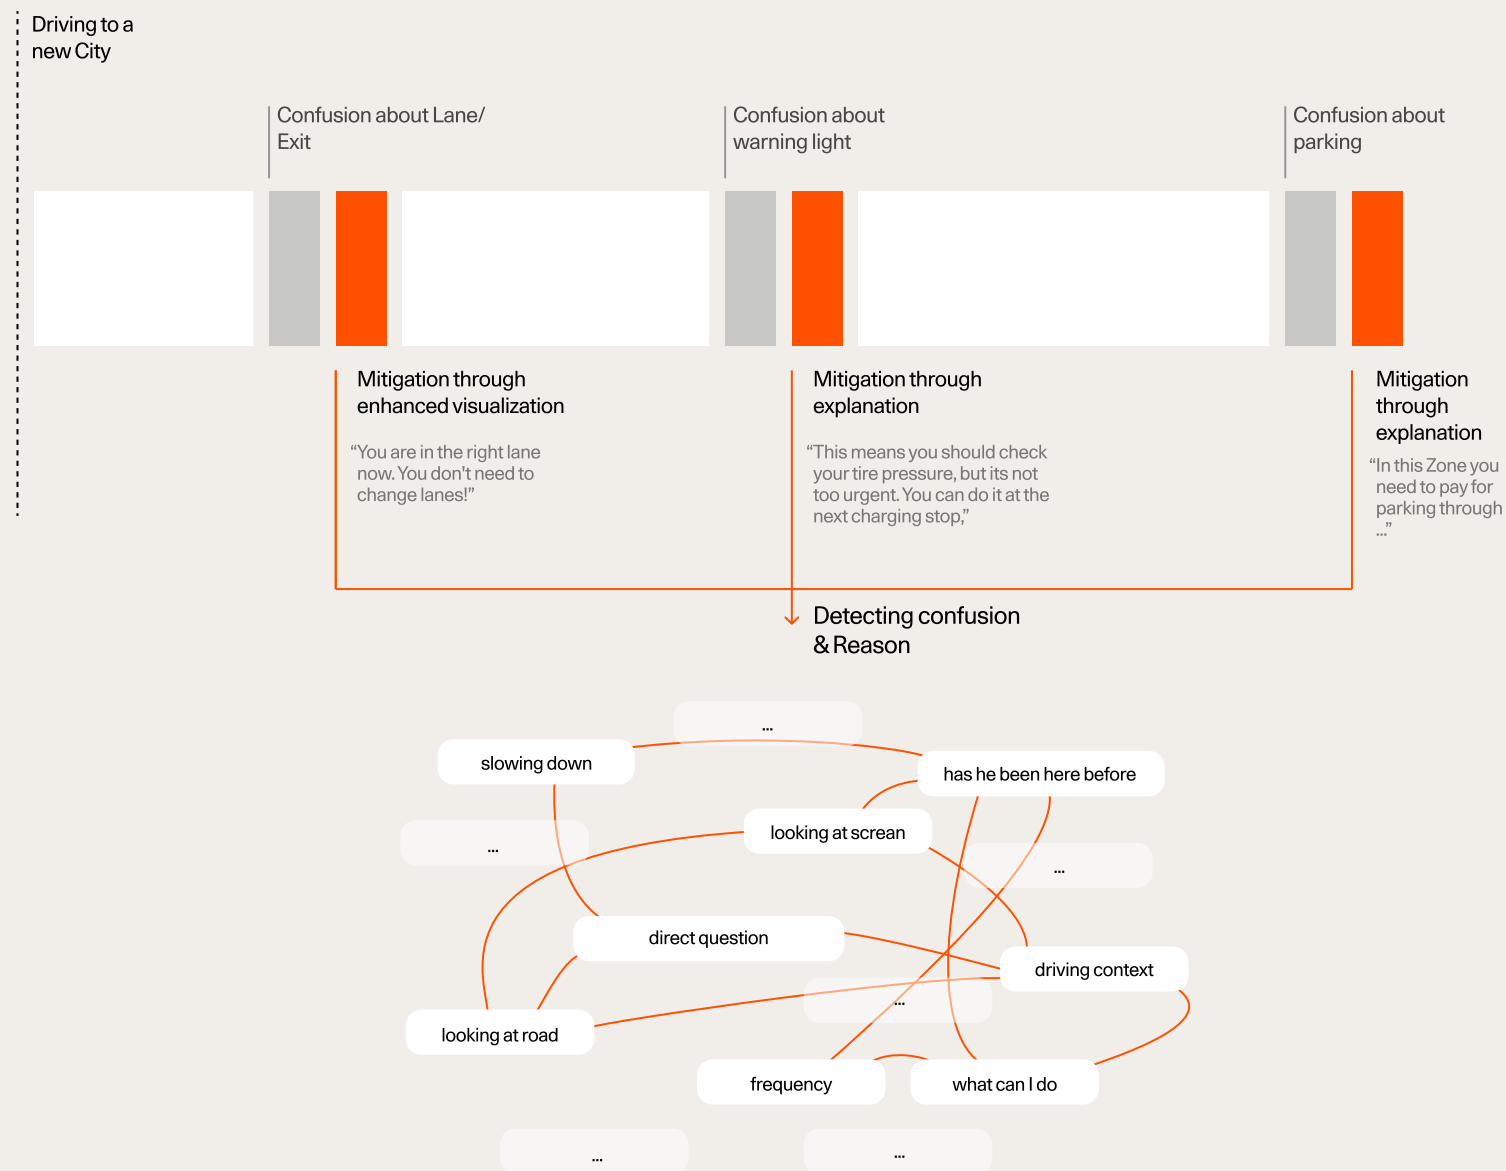 Driving to a
new City
Confusion about Lane/
Exit
Confusion about
warning light
Confusion about
parking
Mitigation through
enhanced visualization
“You are in the right lane
now. You don't need to
change lanes!”
Mitigation through
explanation
“This means you should check
your tire pressure, but its not
too urgent. You can do it at the
next charging stop,”
Mitigation
through
explanation
“In this Zone you
need to pay for
parking through
...”
Detecting confusion
& Reason
...
slowing down
has he been here before
looking at screan
...
...
direct question
driving context
...
looking at road
frequency
what can I do
...
...